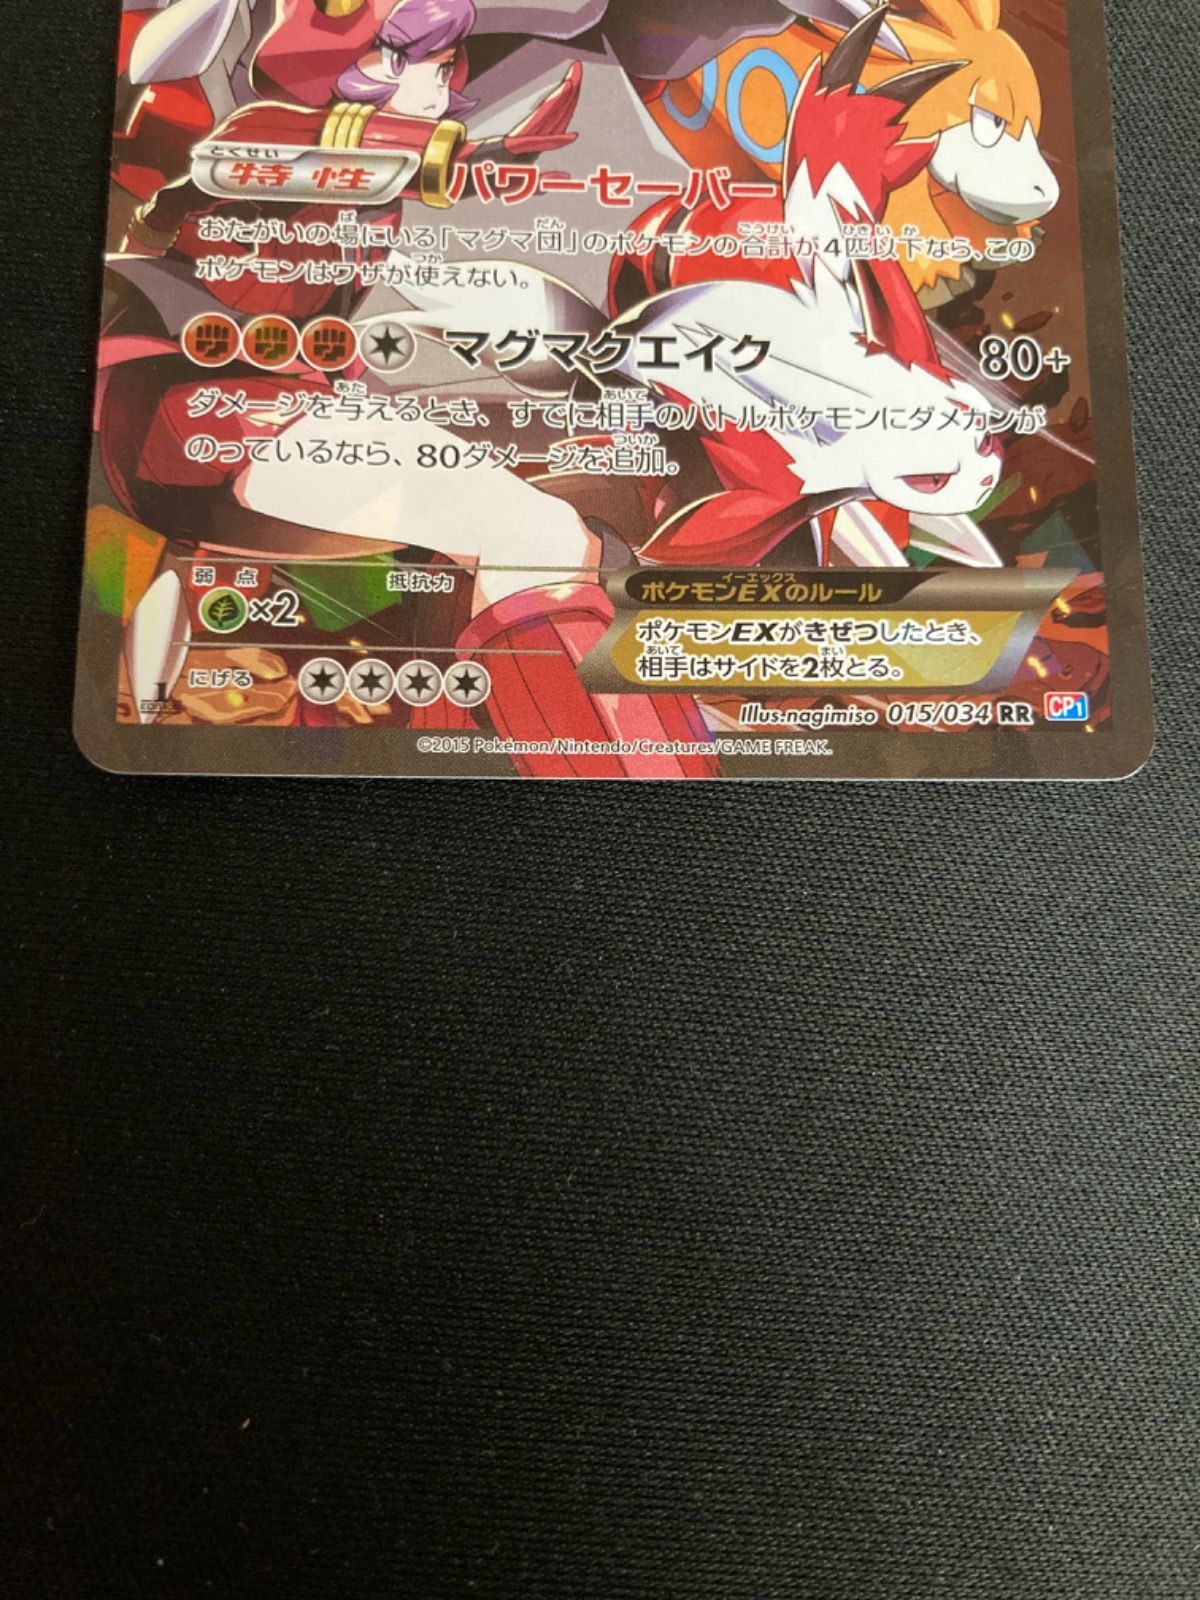 とくせい
特性 パワーセーバー
おたがいの場にいる「マグマ団」のポケモンの合計が4匹以下なら、この
ポケモンはワザが使えない。
マグマクエイク 80+
ダメージを与えるとき、すでに相手のバトルポケモンにダメカンが
のっているなら、80ダメージを追加。
弱点 抵抗力
×2
にげる
ポケモンEXのルール
ポケモンEXがきぜつしたとき、
相手はサイドを2枚とる。
Illus.nagimiso 015/034 RR CP1
©2015 Pokémon/Nintendo/Creatures/GAME FREAK.